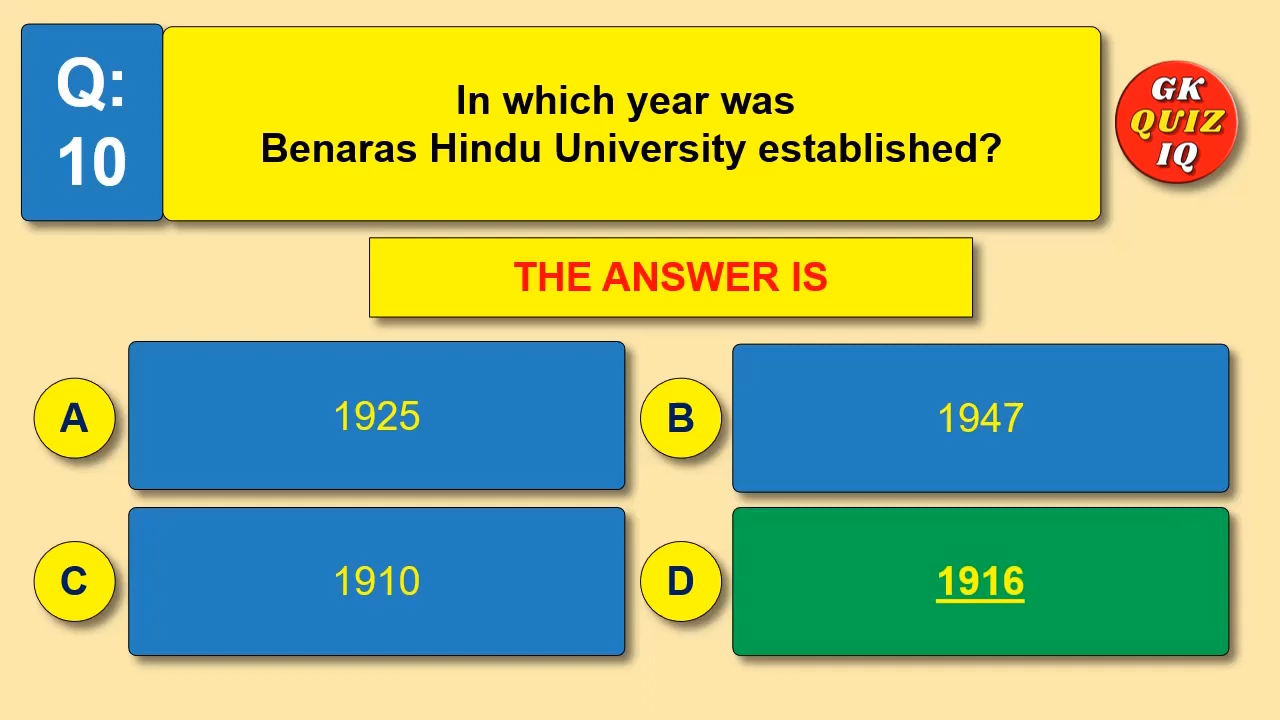 Q:
10
In which year was
Benaras Hindu University established?
GK
QUIZ
IQ
THE ANSWER IS
A
1925
B
1947
C
1910
D
1916